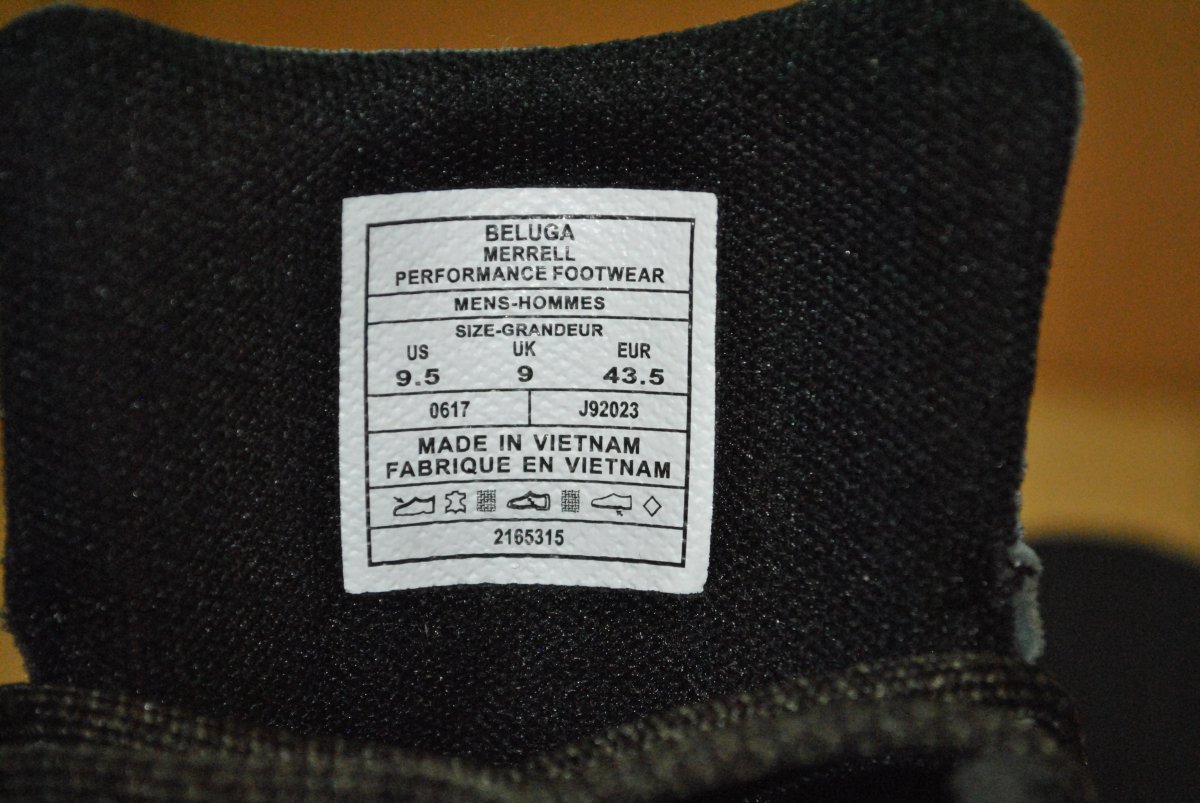 BELUGA
MERRELL
PERFORMANCE FOOTWEAR
MENS-HOMMES
SIZE-GRANDEUR
US UK EUR
9.5 9 43.5
0617 J92023
MADE IN VIETNAM
FABRIQUE EN VIETNAM
2165315